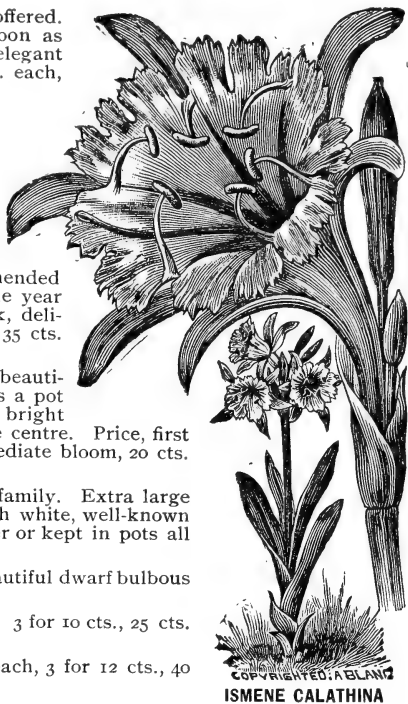 offered.
oon as
elegant
. each,
mended
e year
k, deli-
35 cts.
beauti-
s a pot
bright
e centre. Price, first
ediate bloom, 20 cts.
family. Extra large
h white, well-known
r or kept in pots all
autiful dwarf bulbous
3 for 10 cts., 25 cts.
ach, 3 for 12 cts., 40
COPYRIGHTED. A BLANC
ISMENE CALATHINA